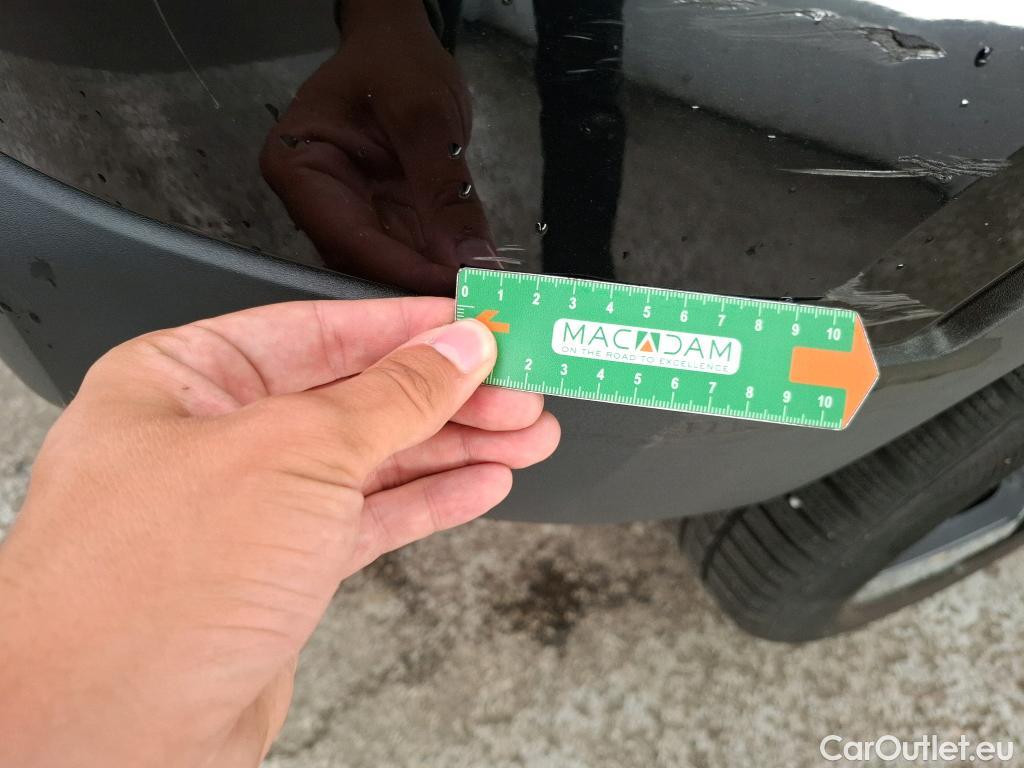 0 1 2 3 4 5 6 7 8 9 10
MACADAM
ON THE ROAD TO EXCELLENCE
2 3 4 5 6 7 8 9 10
CarOutlet.eu